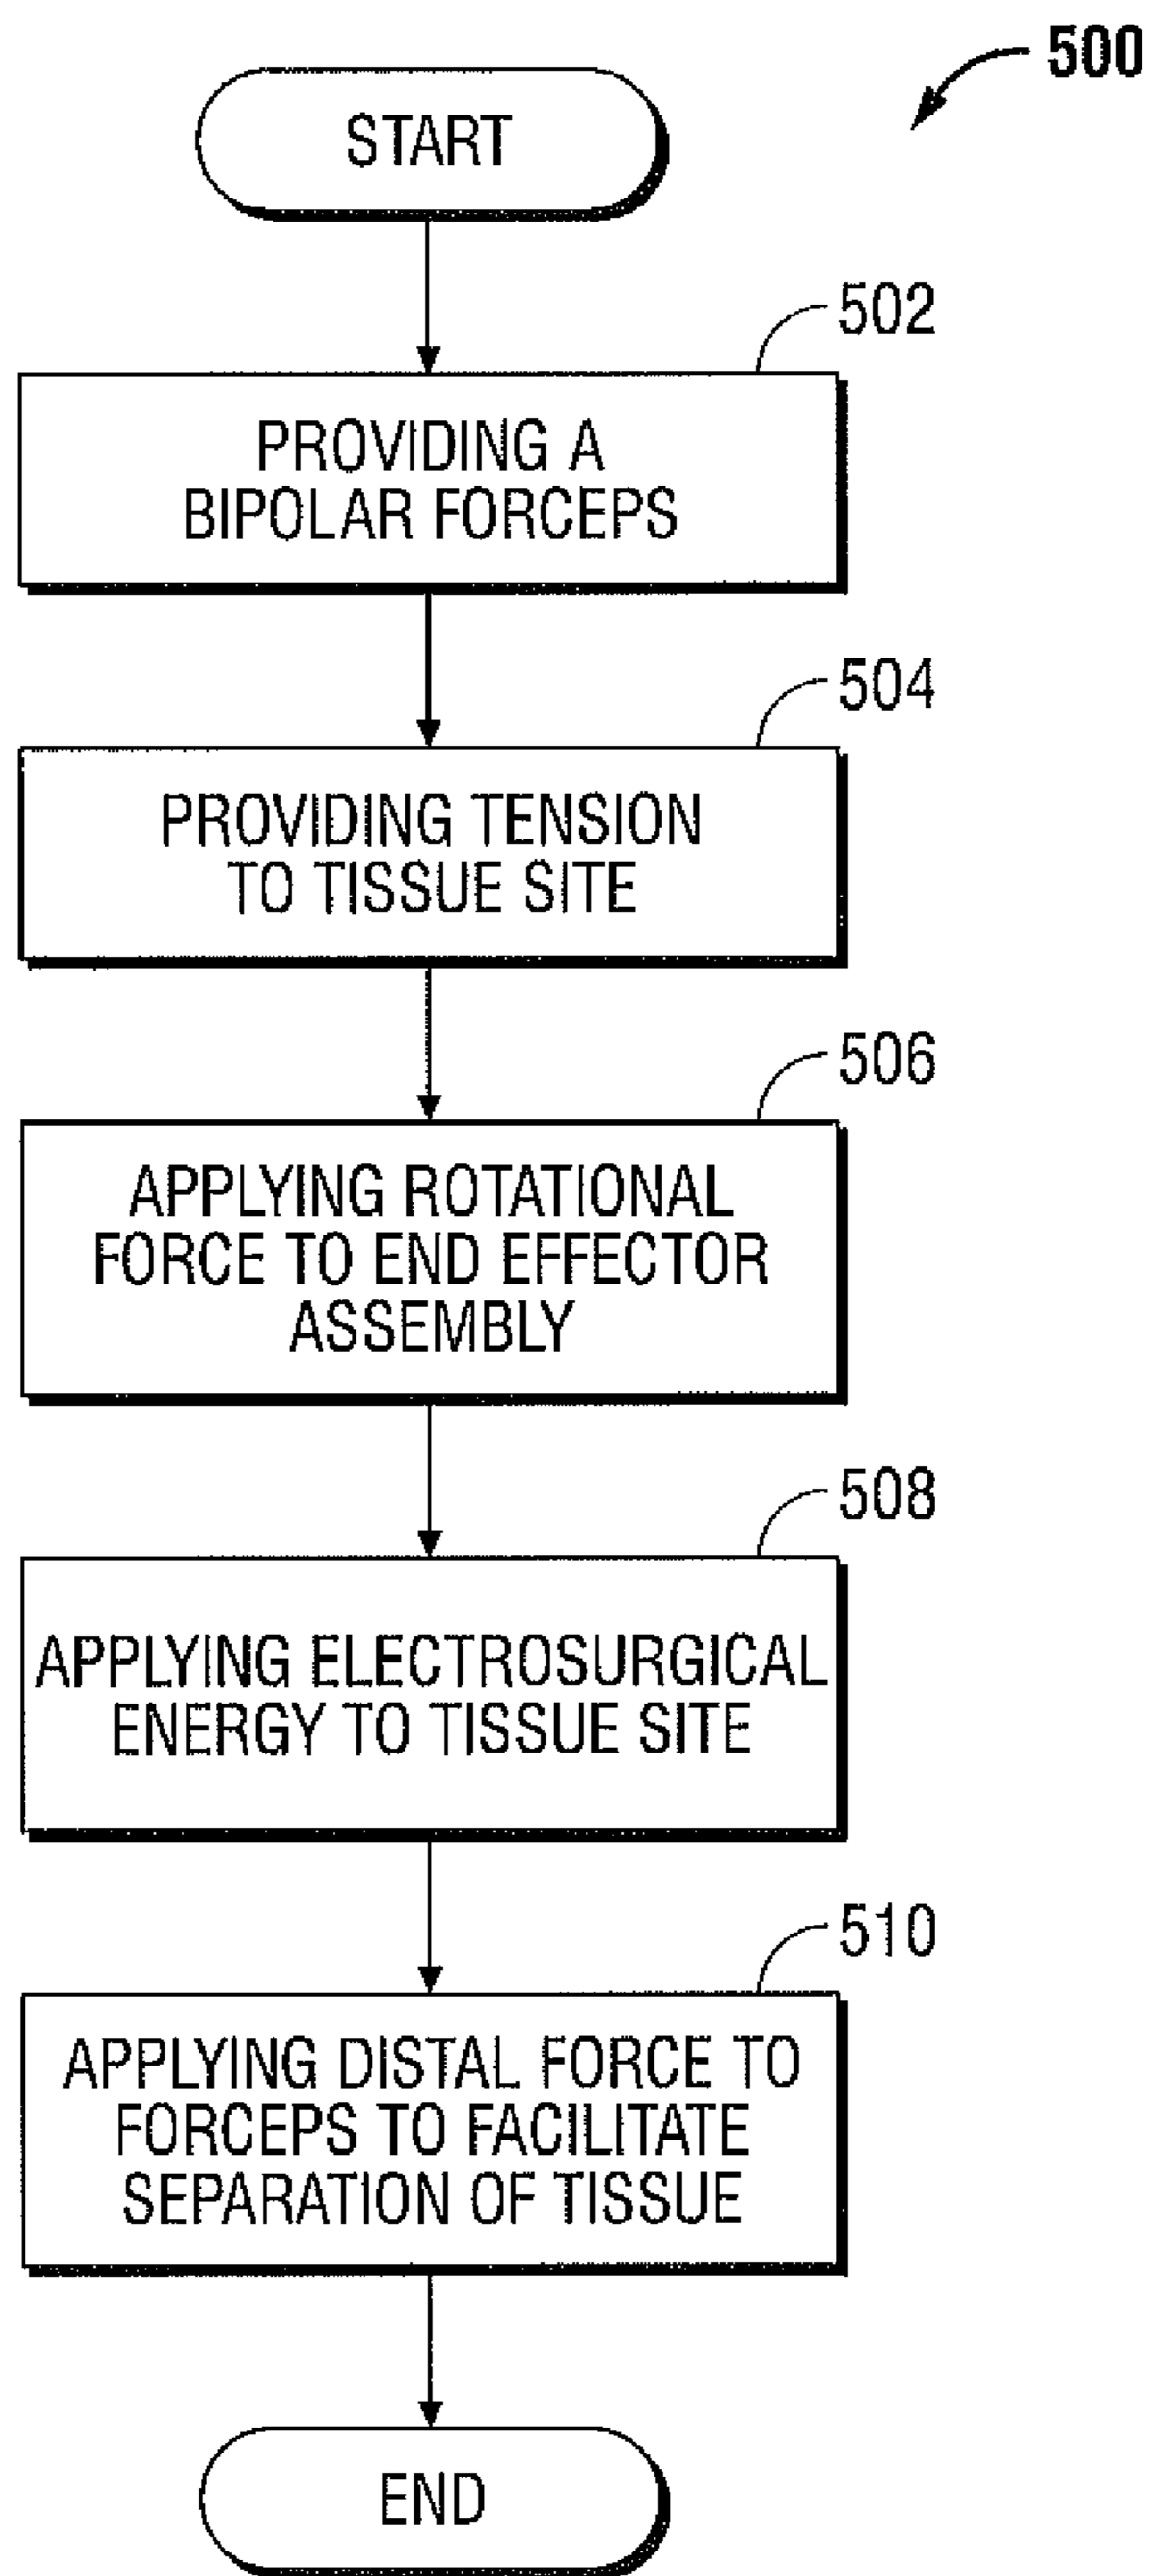 500
START
502
PROVIDING A
BIPOLAR FORCEPS
504
PROVIDING TENSION
TO TISSUE SITE
506
APPLYING ROTATIONAL
FORCE TO END EFFECTOR
ASSEMBLY
508
APPLYING ELECTROSURGICAL
ENERGY TO TISSUE SITE
510
APPLYING DISTAL FORCE TO
FORCEPS TO FACILITATE
SEPARATION OF TISSUE
END